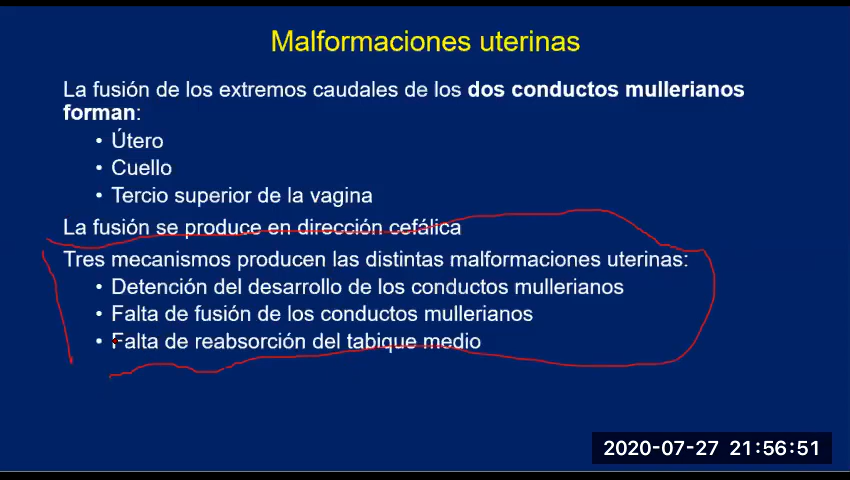 Malformaciones uterinas
La fusión de los extremos caudales de los dos conductos mullerianos
forman:
• Útero
• Cuello
• Tercio superior de la vagina
La fusión se produce en dirección cefálica
Tres mecanismos producen las distintas malformaciones uterinas:
• Detención del desarrollo de los conductos mullerianos
• Falta de fusión de los conductos mullerianos
• Falta de reabsorción del tabique medio
2020-07-27 21:56:51